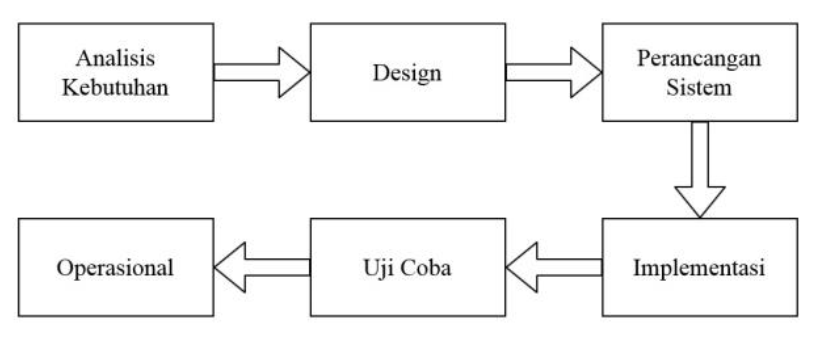 Analisis
Kebutuhan
Design
Perancangan
Sistem
Implementasi
Uji Coba
Operasional